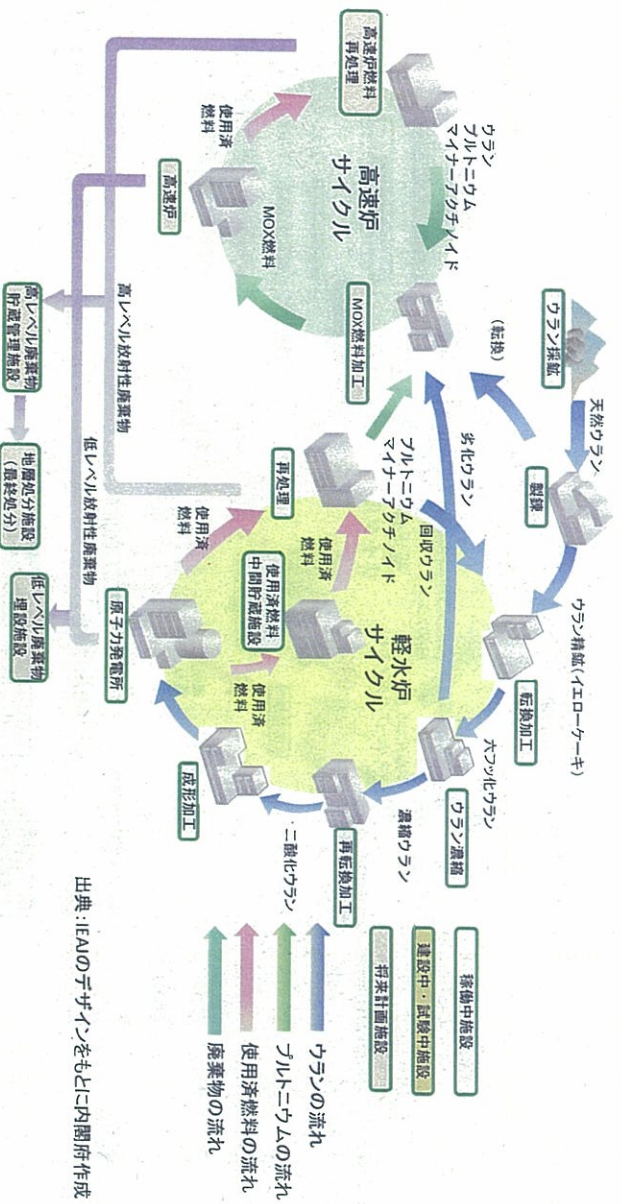 ウラン採鉱
天然ウラン
製錬
ウラン精鉱(イエローケーキ)
転換加工
六フッ化ウラン
ウラン濃縮
濃縮ウラン
再転換加工
二酸化ウラン
成形加工
原子力発電所
使用済
燃料
使用済燃料
中間貯蔵施設
使用済
燃料
使用済
燃料
再処理
回収ウラン
劣化ウラン
プルトニウム
マイナーアクチノイド
軽水炉
サイクル
(転換)
MOX燃料加工
MOX燃料
高速炉
使用済
燃料
高速炉燃料
再処理
ウラン
プルトニウム
マイナーアクチノイド
高速炉
サイクル
高レベル放射性廃棄物
低レベル放射性廃棄物
高レベル廃棄物
貯蔵管理施設
地層処分施設
(最終処分)
低レベル廃棄物
埋設施設
稼働中施設
建設中・試験中施設
将来計画施設
ウランの流れ
プルトニウムの流れ
使用済燃料の流れ
廃棄物の流れ
出典:IEAJのデザインをもとに内閣府作成